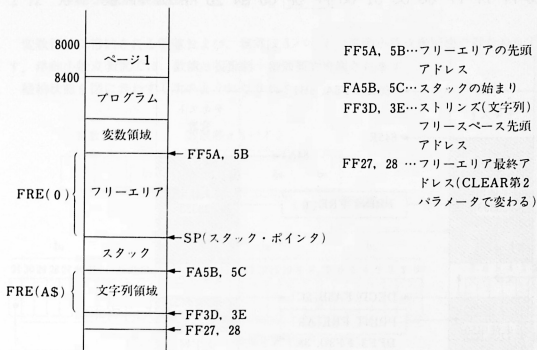 8000
ページ1
8400
プログラム
変数領域
FF5A, 5B
FRE(0)
フリーエリア
SP(スタック・ポインタ)
スタック
FA5B, 5C
FRE(A$)
文字列領域
FF3D, 3E
FF27, 28
FF5A, 5B…フリーエリアの先頭
アドレス
FA5B, 5C…スタックの始まり
FF3D, 3E…ストリンズ(文字列)
フリースペース先頭
アドレス
FF27, 28 …フリーエリア最終ア
ドレス(CLEAR第2
パラメータで変わる)